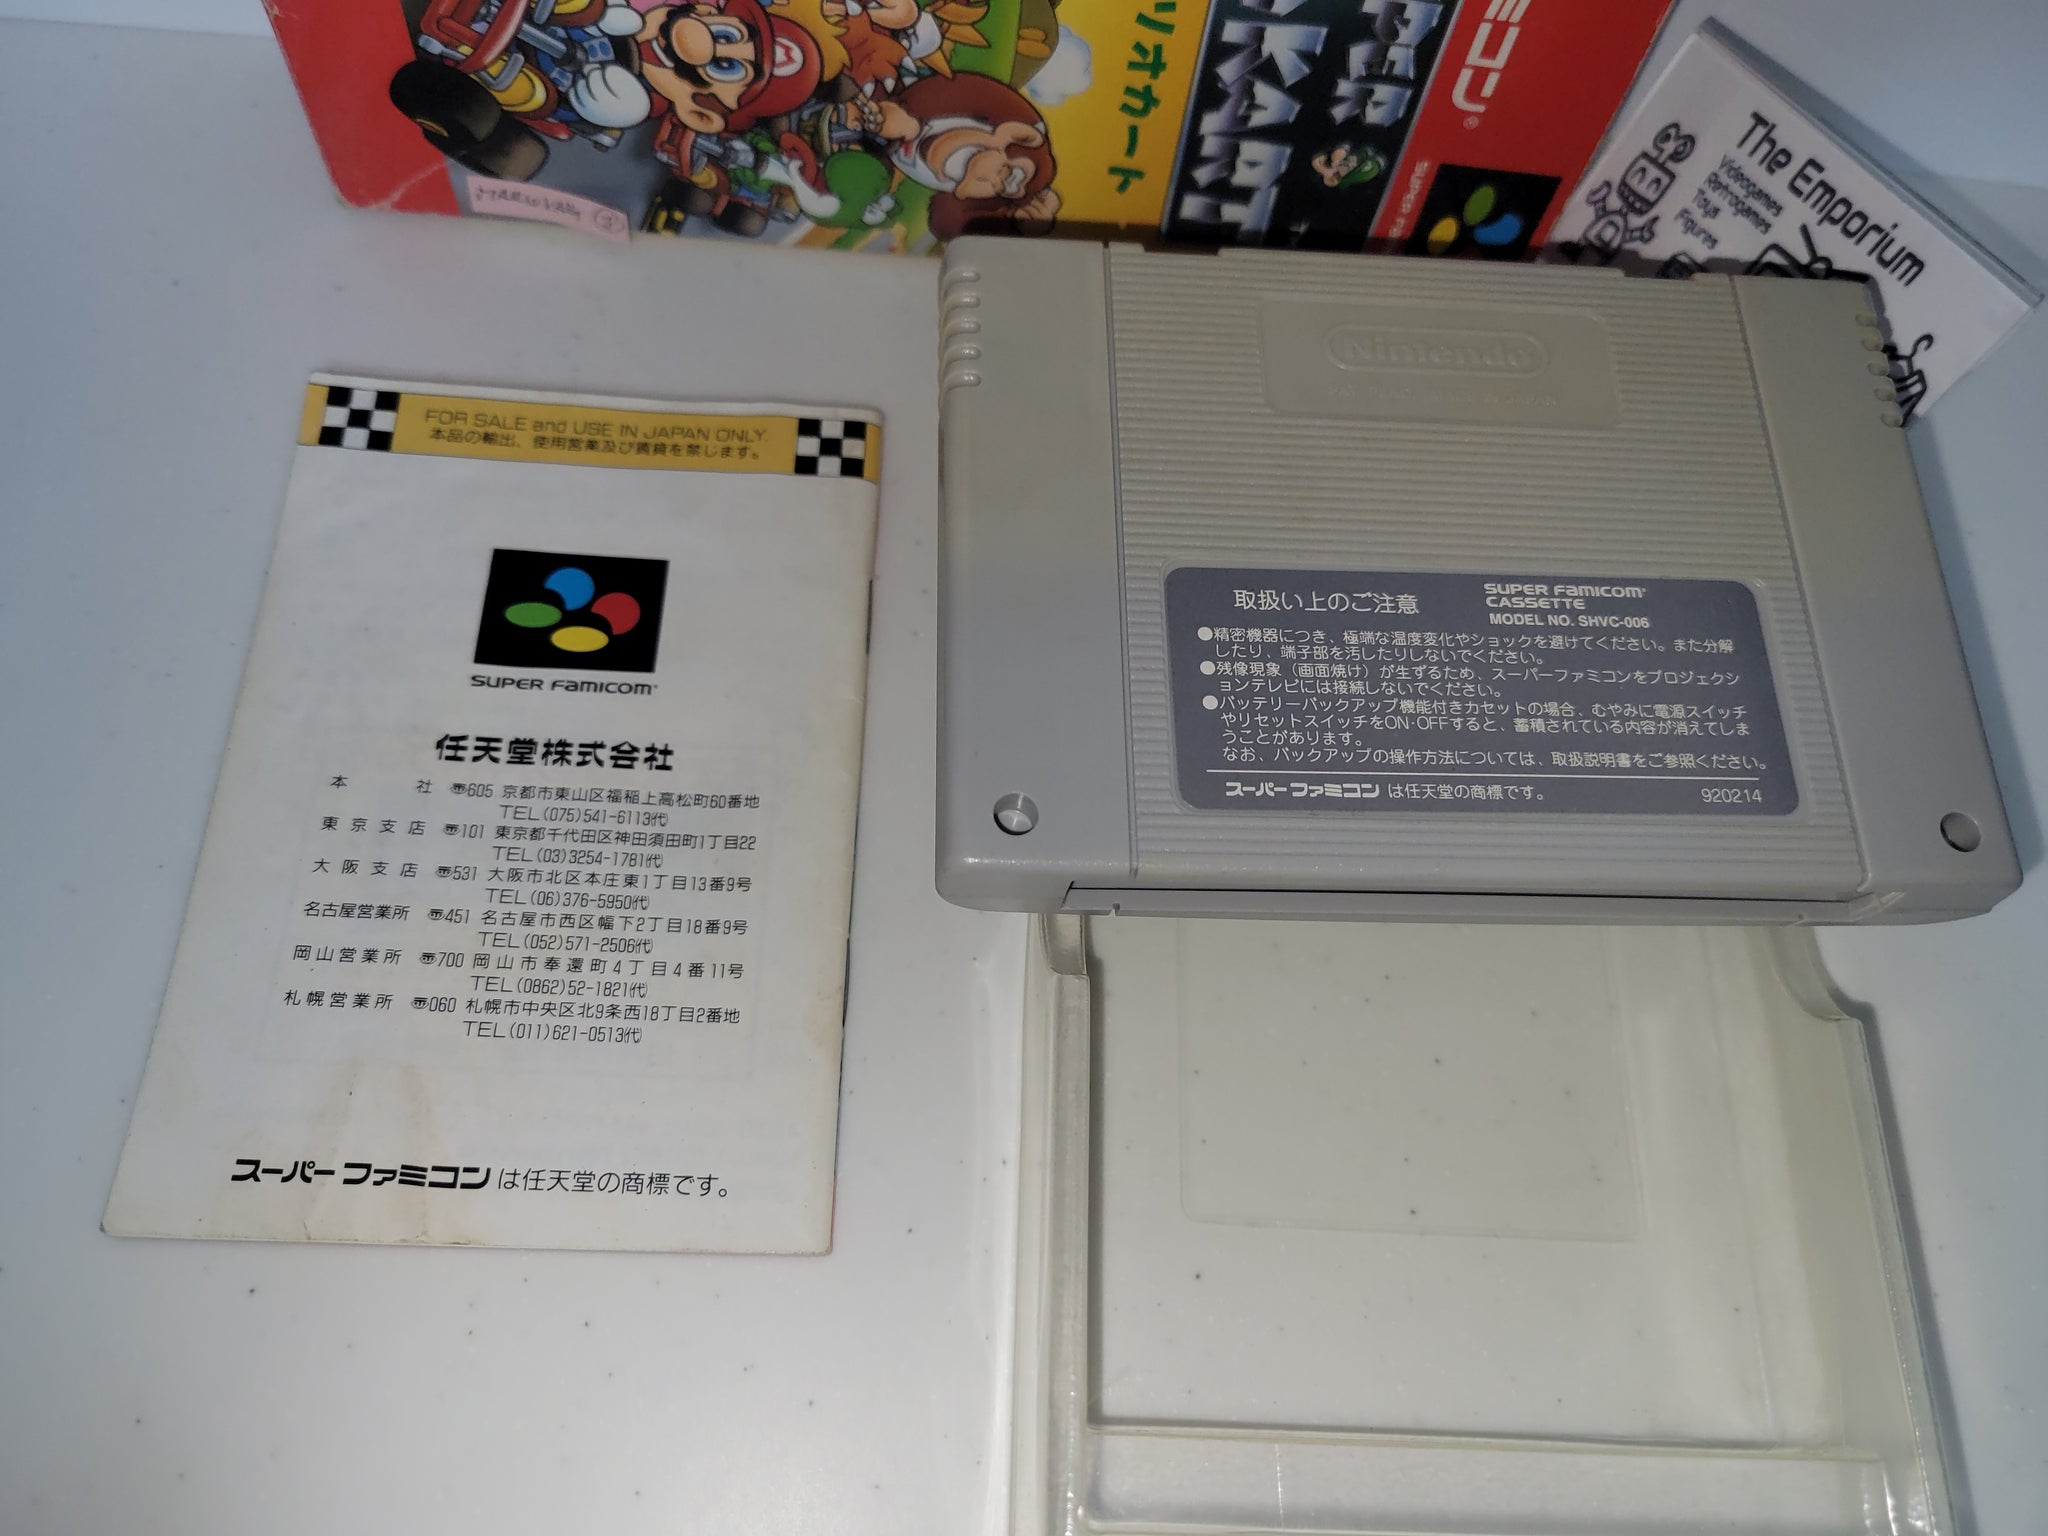 リオカート
PER
KART
ミコン
SUPER F
The Emporium
Videogames
Retrogames
Toys
Figures
FOR SALE and USE IN JAPAN ONLY.
本品の輸出、使用営業及び賃貸を禁じます。
SUPER FAMICOM
任天堂株式会社
本社 〒605 京都市東山区福稲上高松町60番地
TEL(075)541-6113代
東京支店 〒101 東京都千代田区神田須田町1丁目22
TEL(03)3254-1781代
大阪支店 〒531 大阪市北区本庄東1丁目13番9号
TEL(06)376-5950代
名古屋営業所 〒451 名古屋市西区幅下2丁目18番9号
TEL(052)571-2506代
岡山営業所 〒700 岡山市奉還町4丁目4番11号
TEL(0862)52-1821代
札幌営業所 〒060 札幌市中央区北9条西18丁目2番地
TEL(011)621-0513代
スーパーファミコンは任天堂の商標です。
Nintendo
PAT. PEND. MADE IN JAPAN
取扱い上のご注意
SUPER FAMICOM
CASSETTE
MODEL NO. SHVC-006
●精密機器につき、極端な温度変化やショックを避けてください。また分解
したり、端子部を汚したりしないでください。
●残像現象(画面焼け)が生ずるため、スーパーファミコンをプロジェクシ
ョンテレビには接続しないでください。
●バッテリーバックアップ機能付きカセットの場合、むやみに電源スイッチ
やリセットスイッチをON・OFFすると、蓄積されている内容が消えてしま
うことがあります。
なお、バックアップの操作方法については、取扱説明書をご参照ください。
スーパーファミコンは任天堂の商標です。
920214